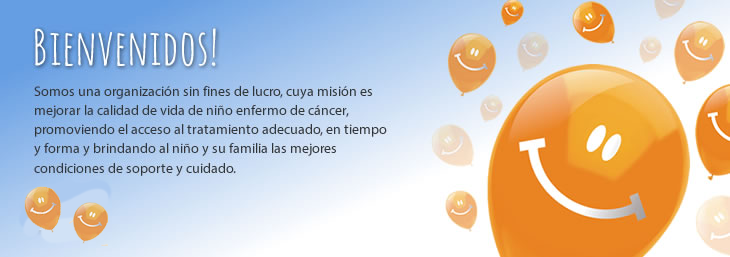 BIENVENIDOS!
Somos una organización sin fines de lucro, cuya misión es
mejorar la calidad de vida de niño enfermo de cáncer,
promoviendo el acceso al tratamiento adecuado, en tiempo
y forma y brindando al niño y su familia las mejores
condiciones de soporte y cuidado.